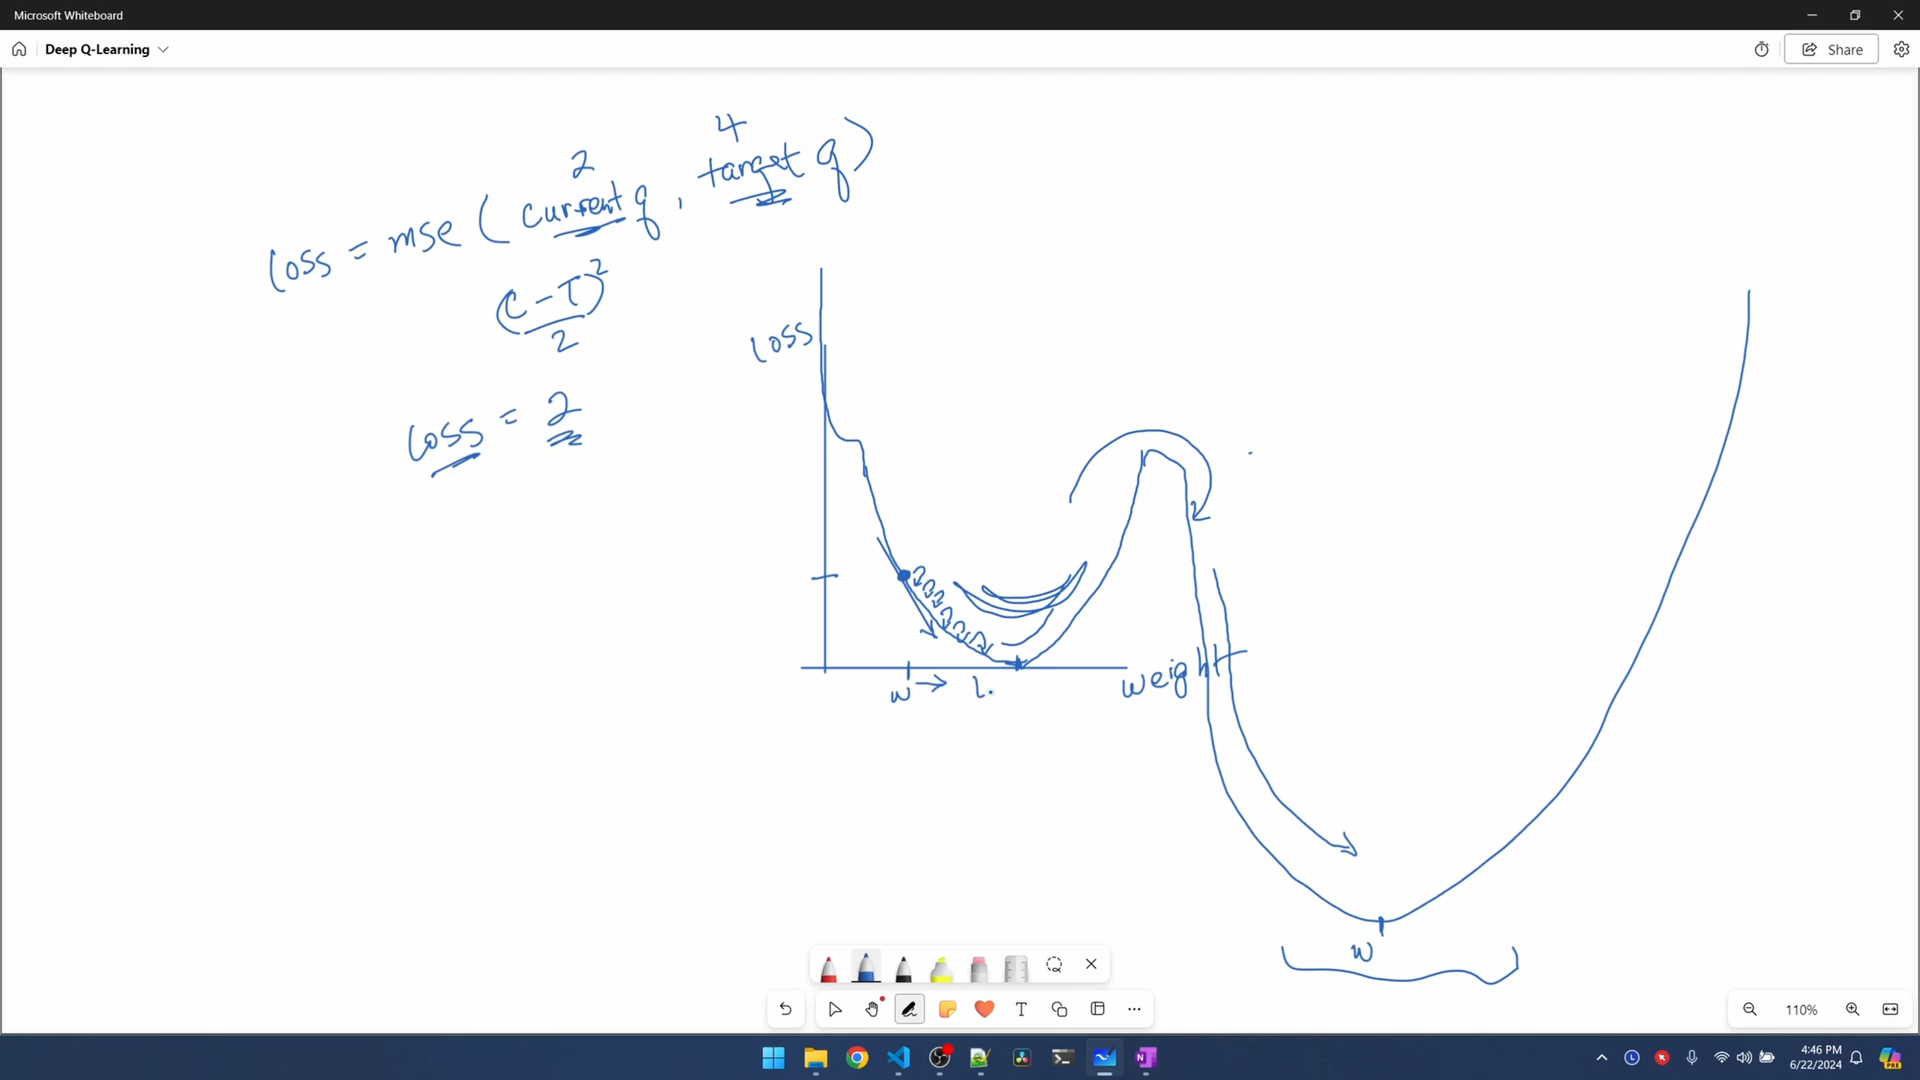 Microsoft Whiteboard
Deep Q-Learning
Share
2
4
loss = mse ( current q , target q )
(C - T)²
2
loss = 2
loss
w → L.
weight
w
T
110%
4:46 PM
6/22/2024